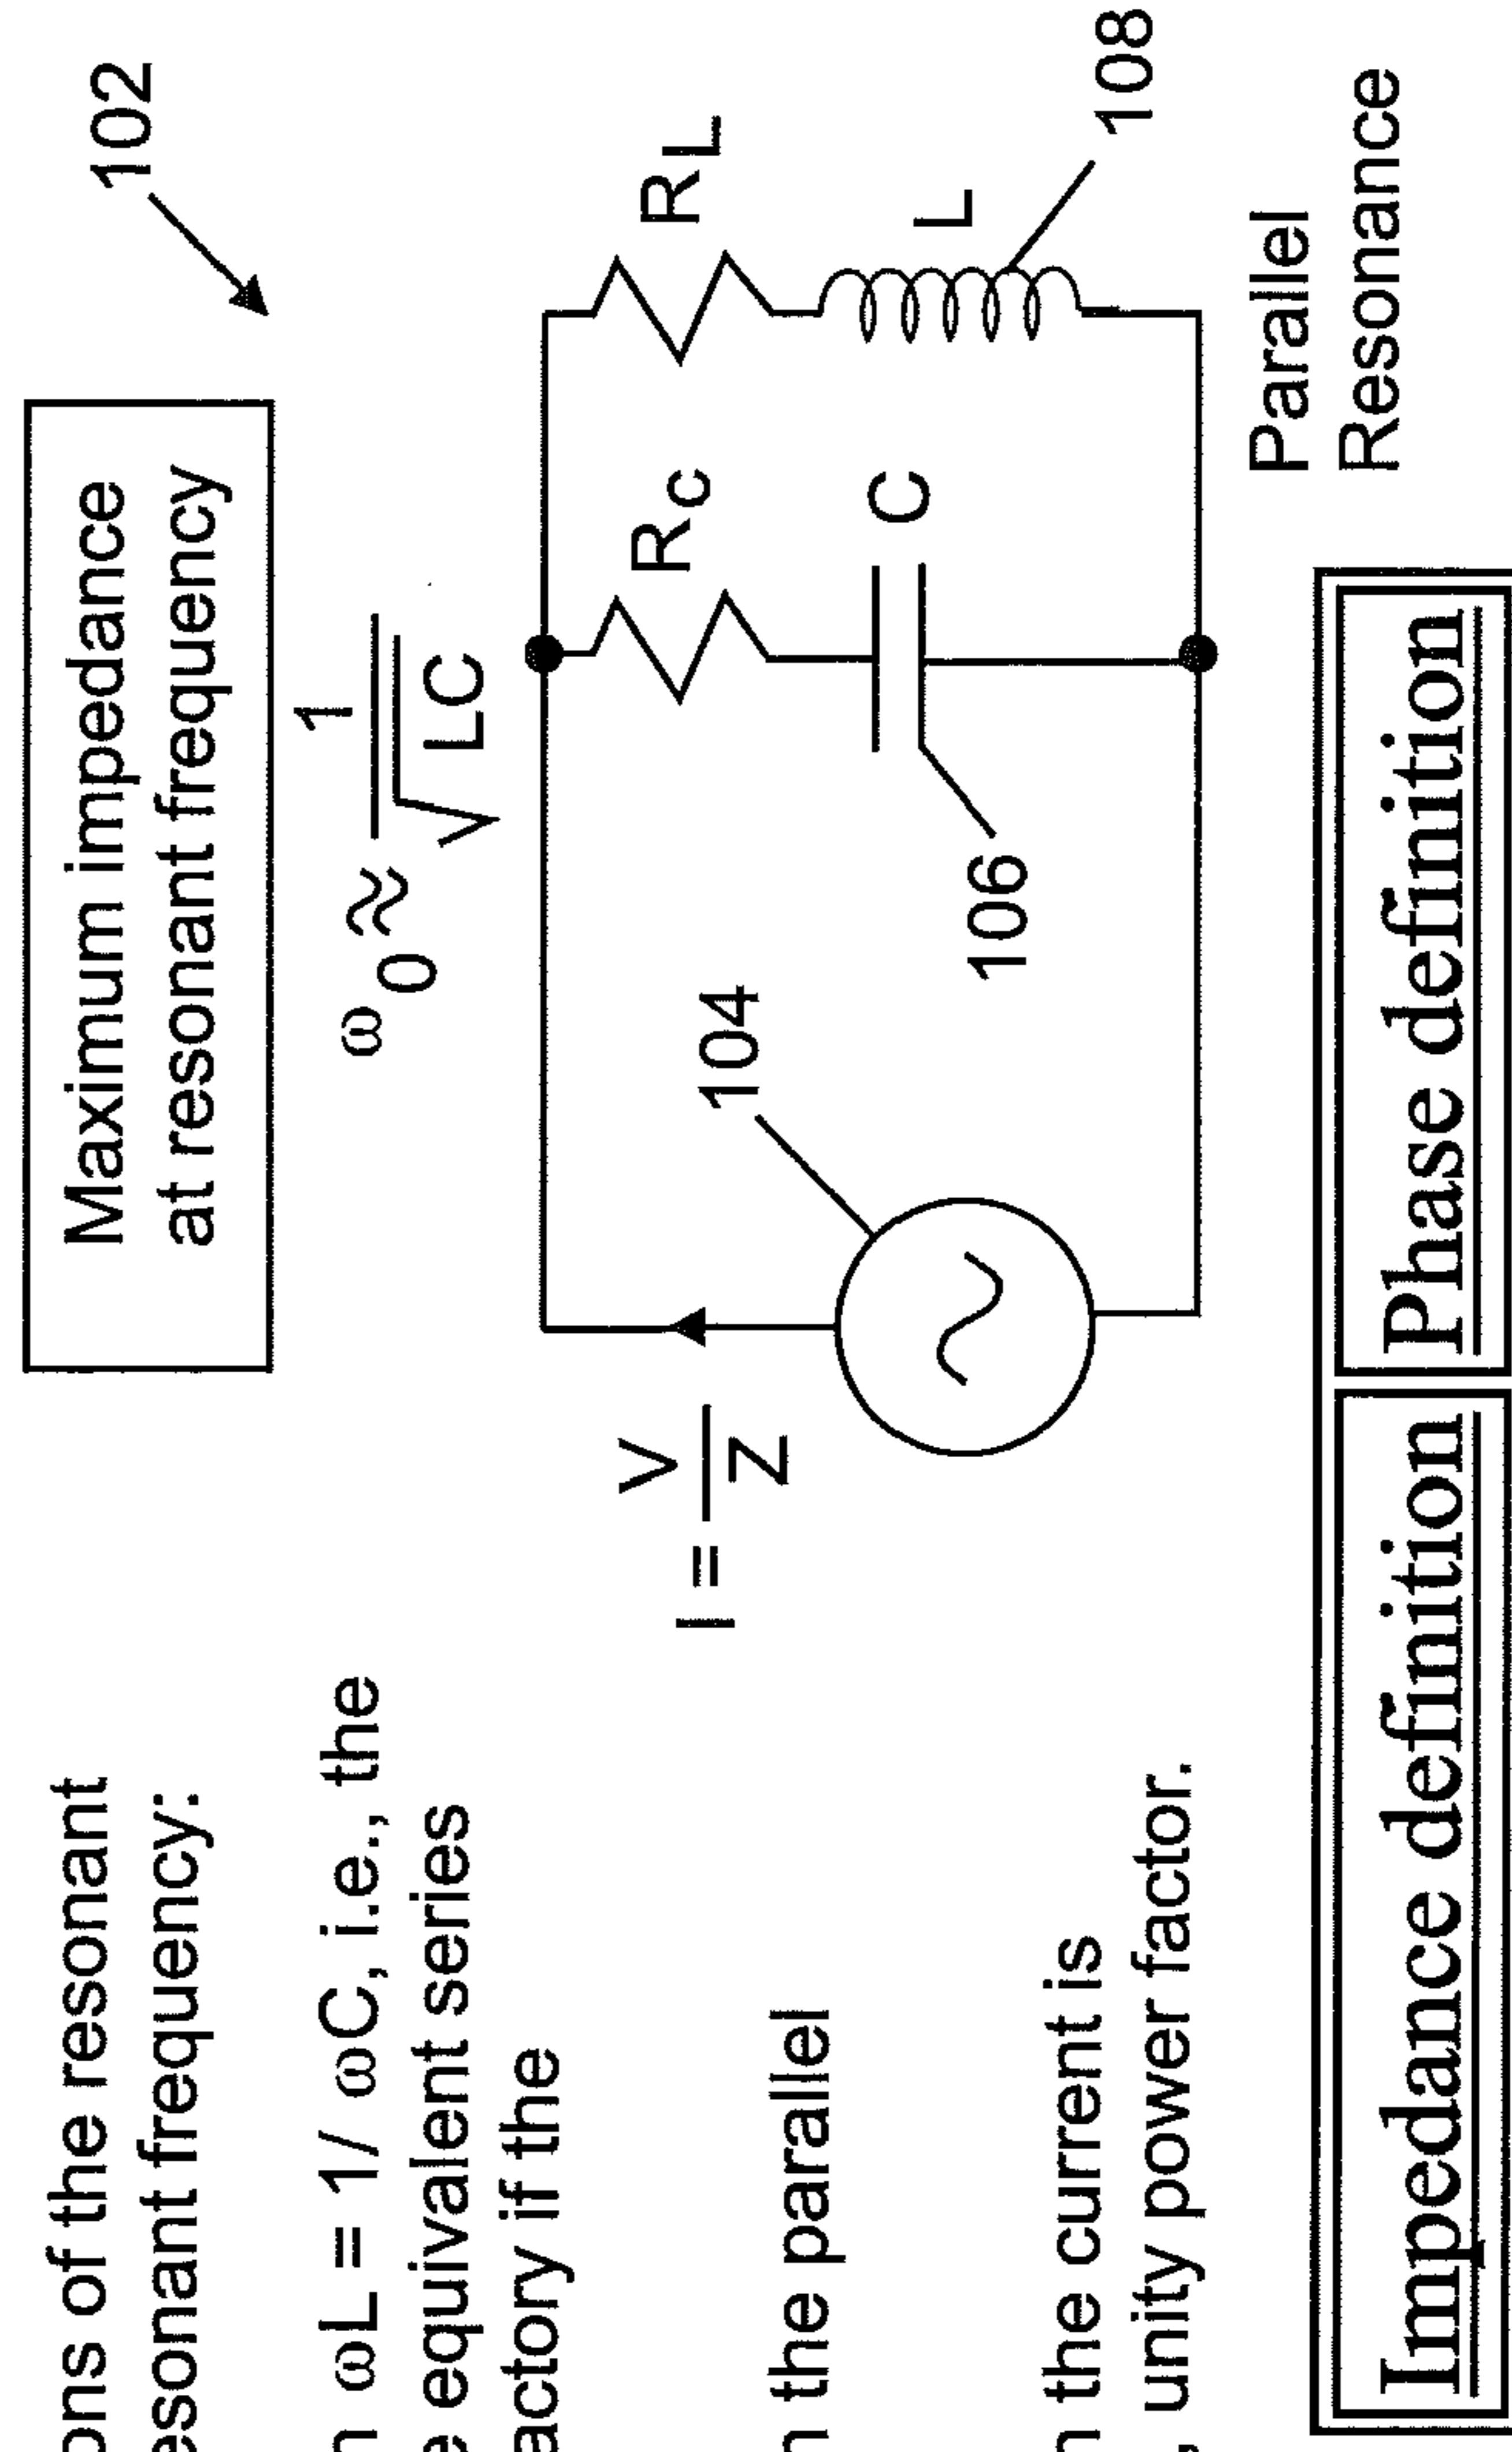 ons of the resonant
esonant frequency:
ωL = 1/ ωC, i.e., the
equivalent series
actory if the
the parallel
the current is
, unity power factor.
Maximum impedance
at resonant frequency
102
ω0 ≈ 1
√LC
I = V
Z
104
Rc
C
106
RL
L
108
Parallel
Resonance
Impedance definition
Phase definition